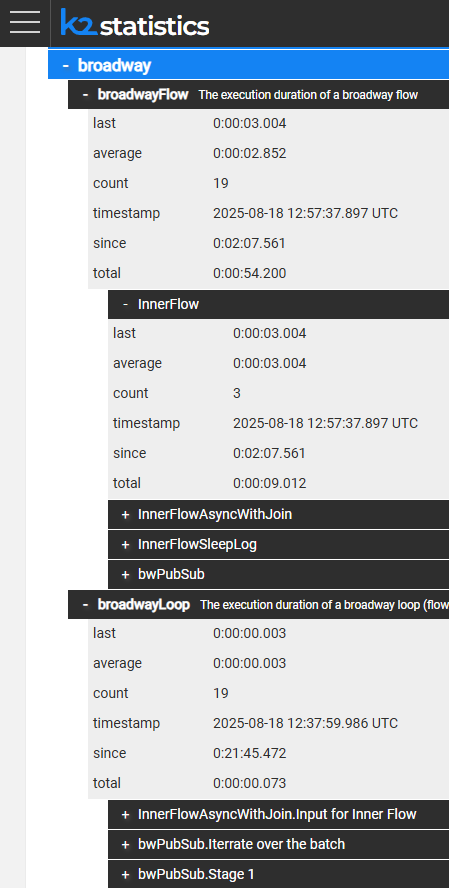 k2statistics
- broadway
- broadwayFlow The execution duration of a broadway flow
last 0:00:03.004
average 0:00:02.852
count 19
timestamp 2025-08-18 12:57:37.897 UTC
since 0:02:07.561
total 0:00:54.200
- InnerFlow
last 0:00:03.004
average 0:00:03.004
count 3
timestamp 2025-08-18 12:57:37.897 UTC
since 0:02:07.561
total 0:00:09.012
+ InnerFlowAsyncWithJoin
+ InnerFlowSleepLog
+ bwPubSub
- broadwayLoop The execution duration of a broadway loop (flow
last 0:00:00.003
average 0:00:00.003
count 19
timestamp 2025-08-18 12:37:59.986 UTC
since 0:21:45.472
total 0:00:00.073
+ InnerFlowAsyncWithJoin.Input for Inner Flow
+ bwPubSub.Iterrate over the batch
+ bwPubSub.Stage 1